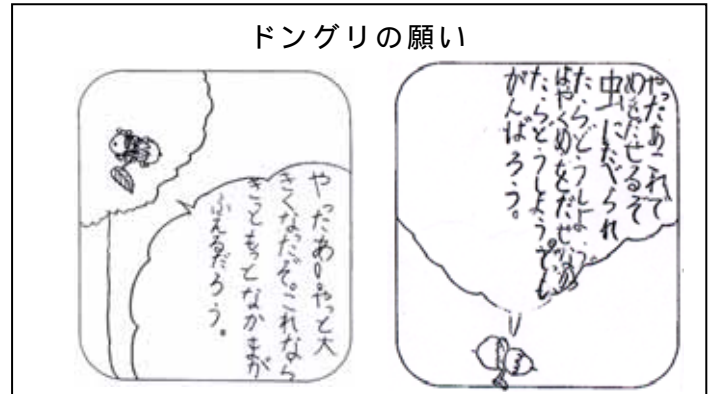 ドングリの願い
やったあこれで
めをだせるぞ
虫にたべられ
たらどうしよう。
はやくめをだせ
たらどうしよう。でも
がんばろう。
やったあ。やっと大
きくなたぞ。これなら
きっともっとなかまが
ふえるだろう。